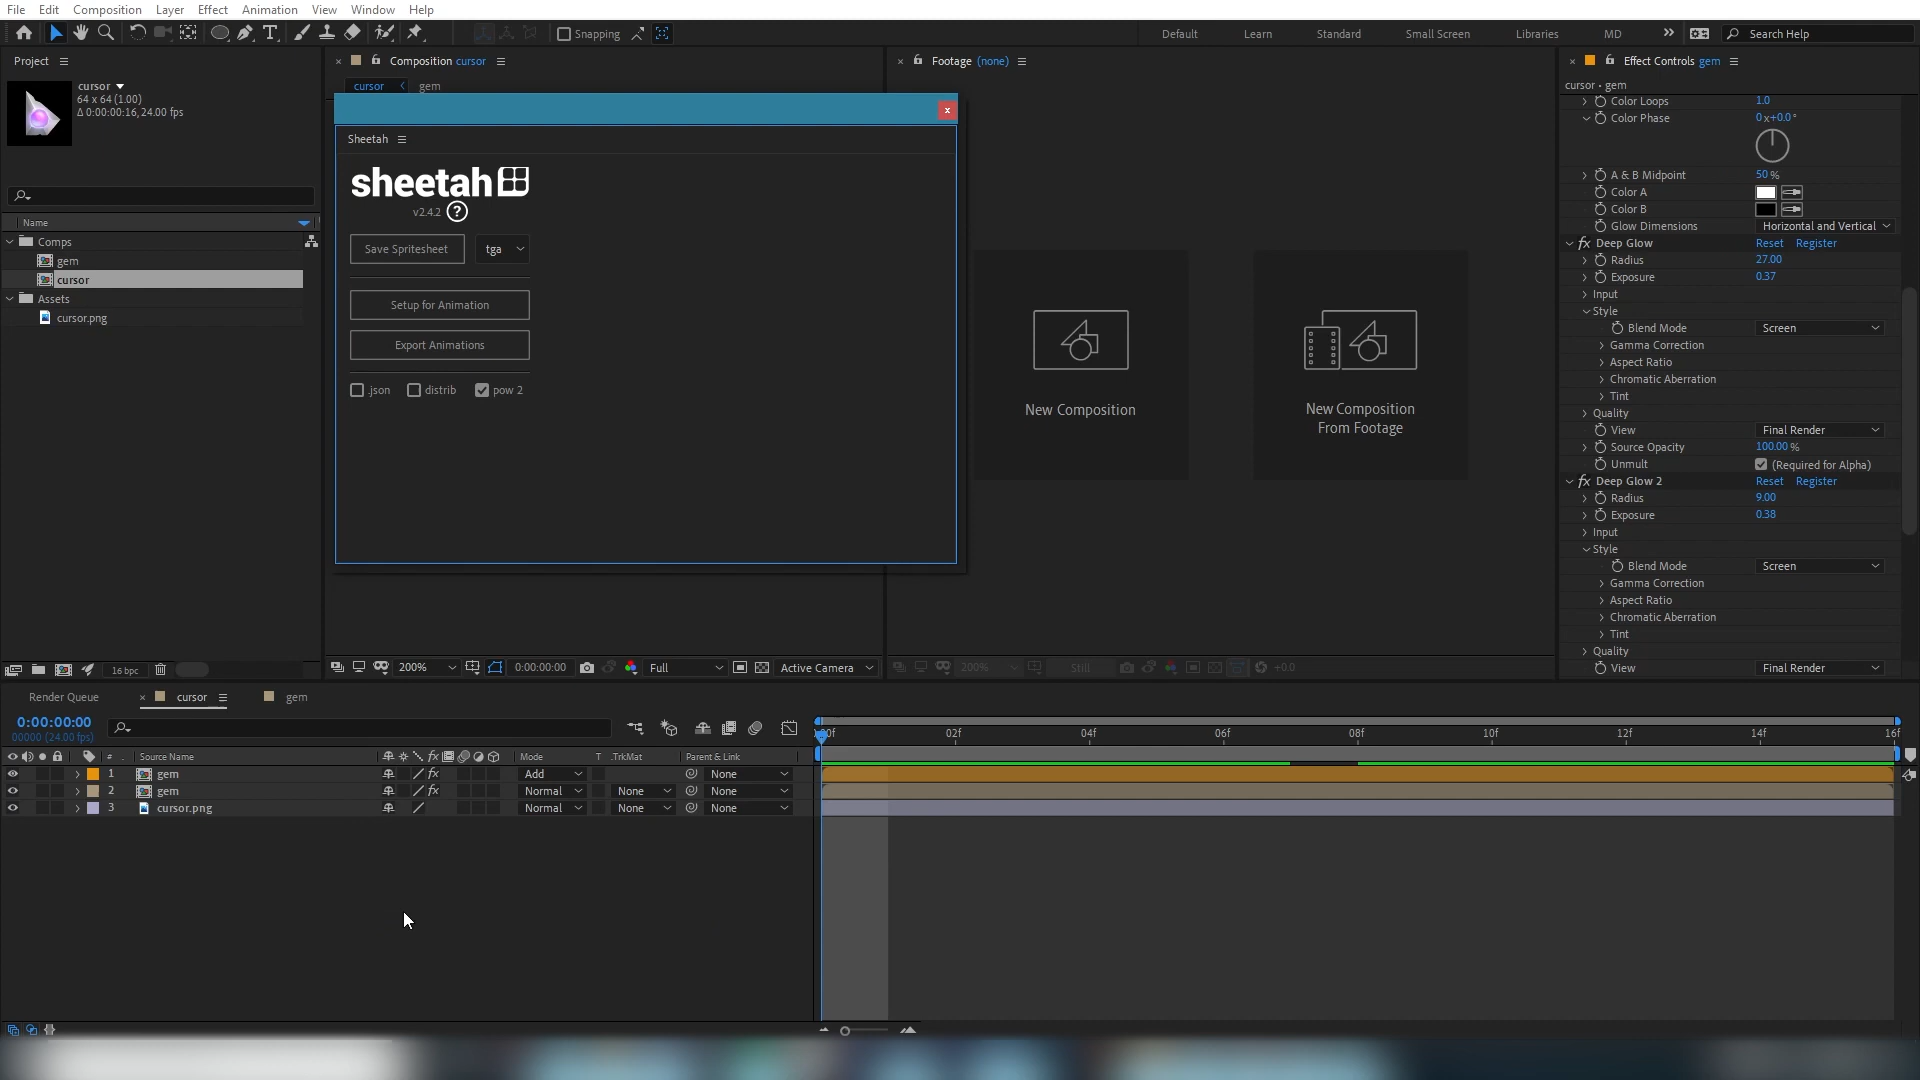 File Edit Composition Layer Effect Animation View Window Help
Snapping
Default Learn Standard Small Screen Libraries MD Search Help
Project
cursor
64 x 64 (1.00)
Δ 0:00:00:16, 24.00 fps
Name
Comps
gem
cursor
Assets
cursor.png
16 bpc
Composition cursor
cursor gem
Sheetah
sheetah
v2.4.2 ?
Save Spritesheet tga
Setup for Animation
Export Animations
.json distrib pow 2
200% 0:00:00:00 Full Active Camera
Footage (none)
New Composition
New Composition
From Footage
200% Still +0.0
Effect Controls gem
cursor • gem
Color Loops 1.0
Color Phase 0x+0.0°
A & B Midpoint 50 %
Color A
Color B
Glow Dimensions Horizontal and Vertical
fx Deep Glow Reset Register
Radius 27.00
Exposure 0.37
Input
Style
Blend Mode Screen
Gamma Correction
Aspect Ratio
Chromatic Aberration
Tint
Quality
View Final Render
Source Opacity 100.00 %
Unmult (Required for Alpha)
fx Deep Glow 2 Reset Register
Radius 9.00
Exposure 0.38
Input
Style
Blend Mode Screen
Gamma Correction
Aspect Ratio
Chromatic Aberration
Tint
Quality
View Final Render
Render Queue cursor gem
0:00:00:00
00000 (24.00 fps)
02f 04f 06f 08f 10f 12f 14f 16f
# Source Name fx Mode T .TrkMat Parent & Link
1 gem fx Add None
2 gem fx Normal None None
3 cursor.png Normal None None